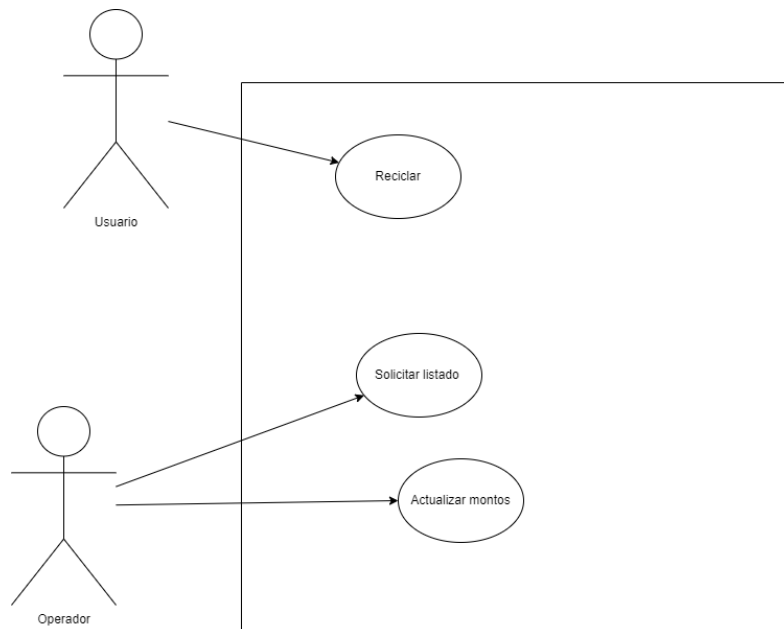 Reciclar
Usuario
Solicitar listado
Actualizar montos
Operador